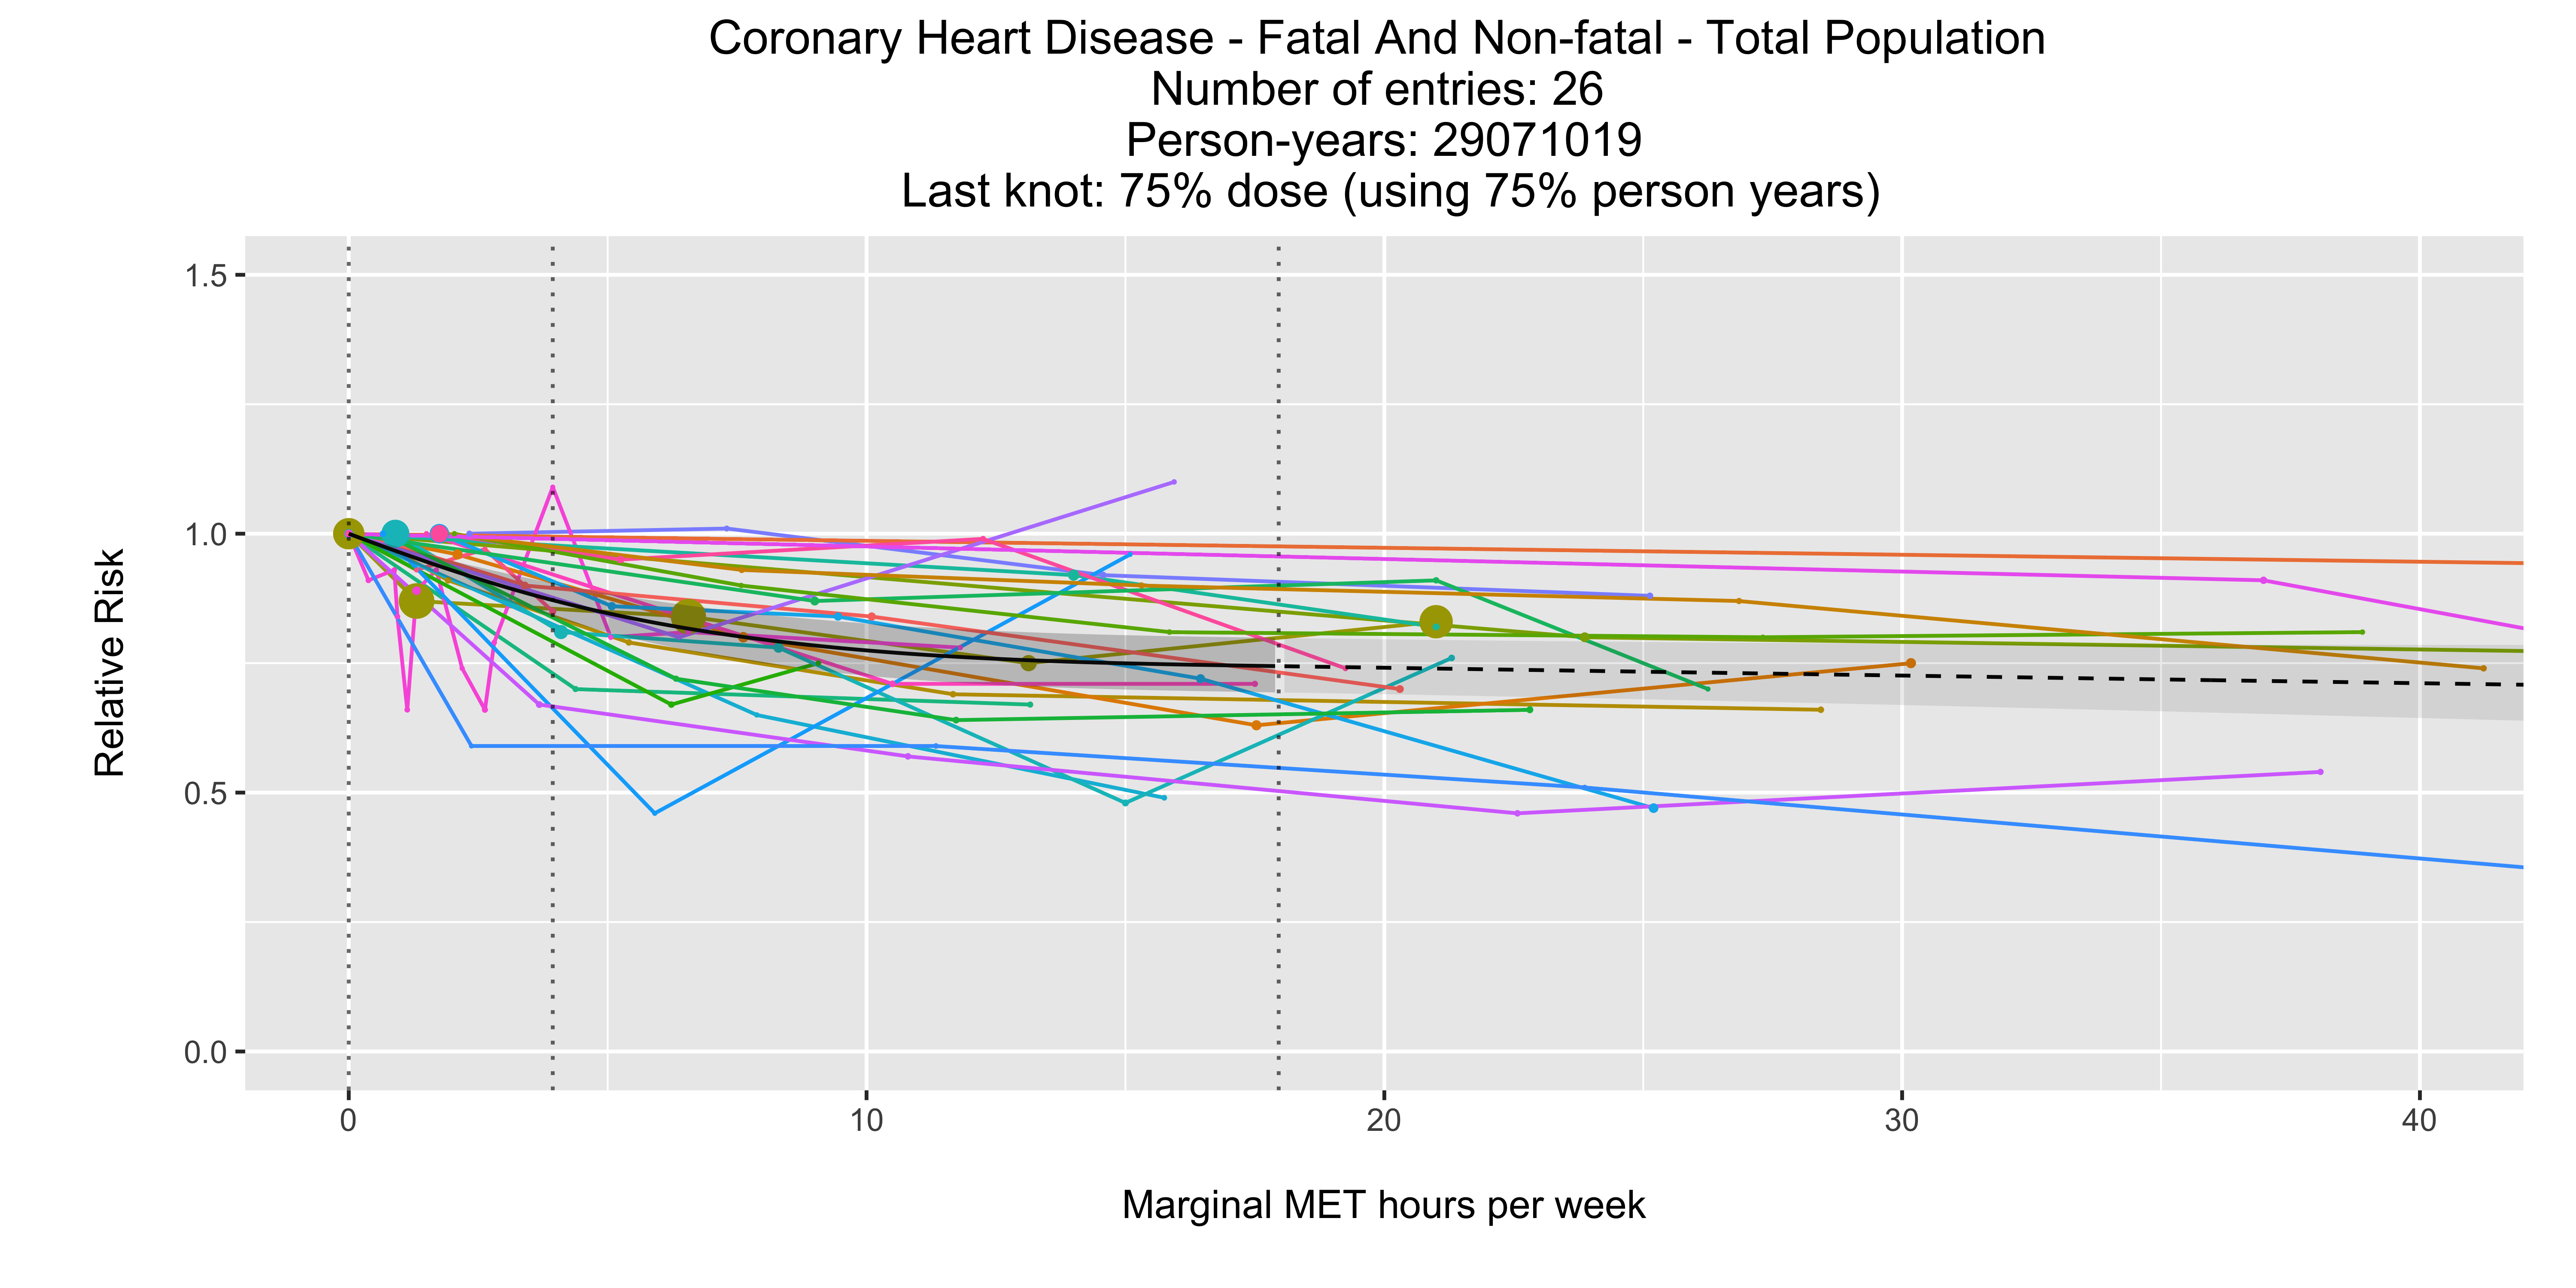 Coronary Heart Disease - Fatal And Non-fatal - Total Population
Number of entries: 26
Person-years: 29071019
Last knot: 75% dose (using 75% person years)
1.5
1.0
0.5
0.0
Relative Risk
0
10
20
30
40
Marginal MET hours per week